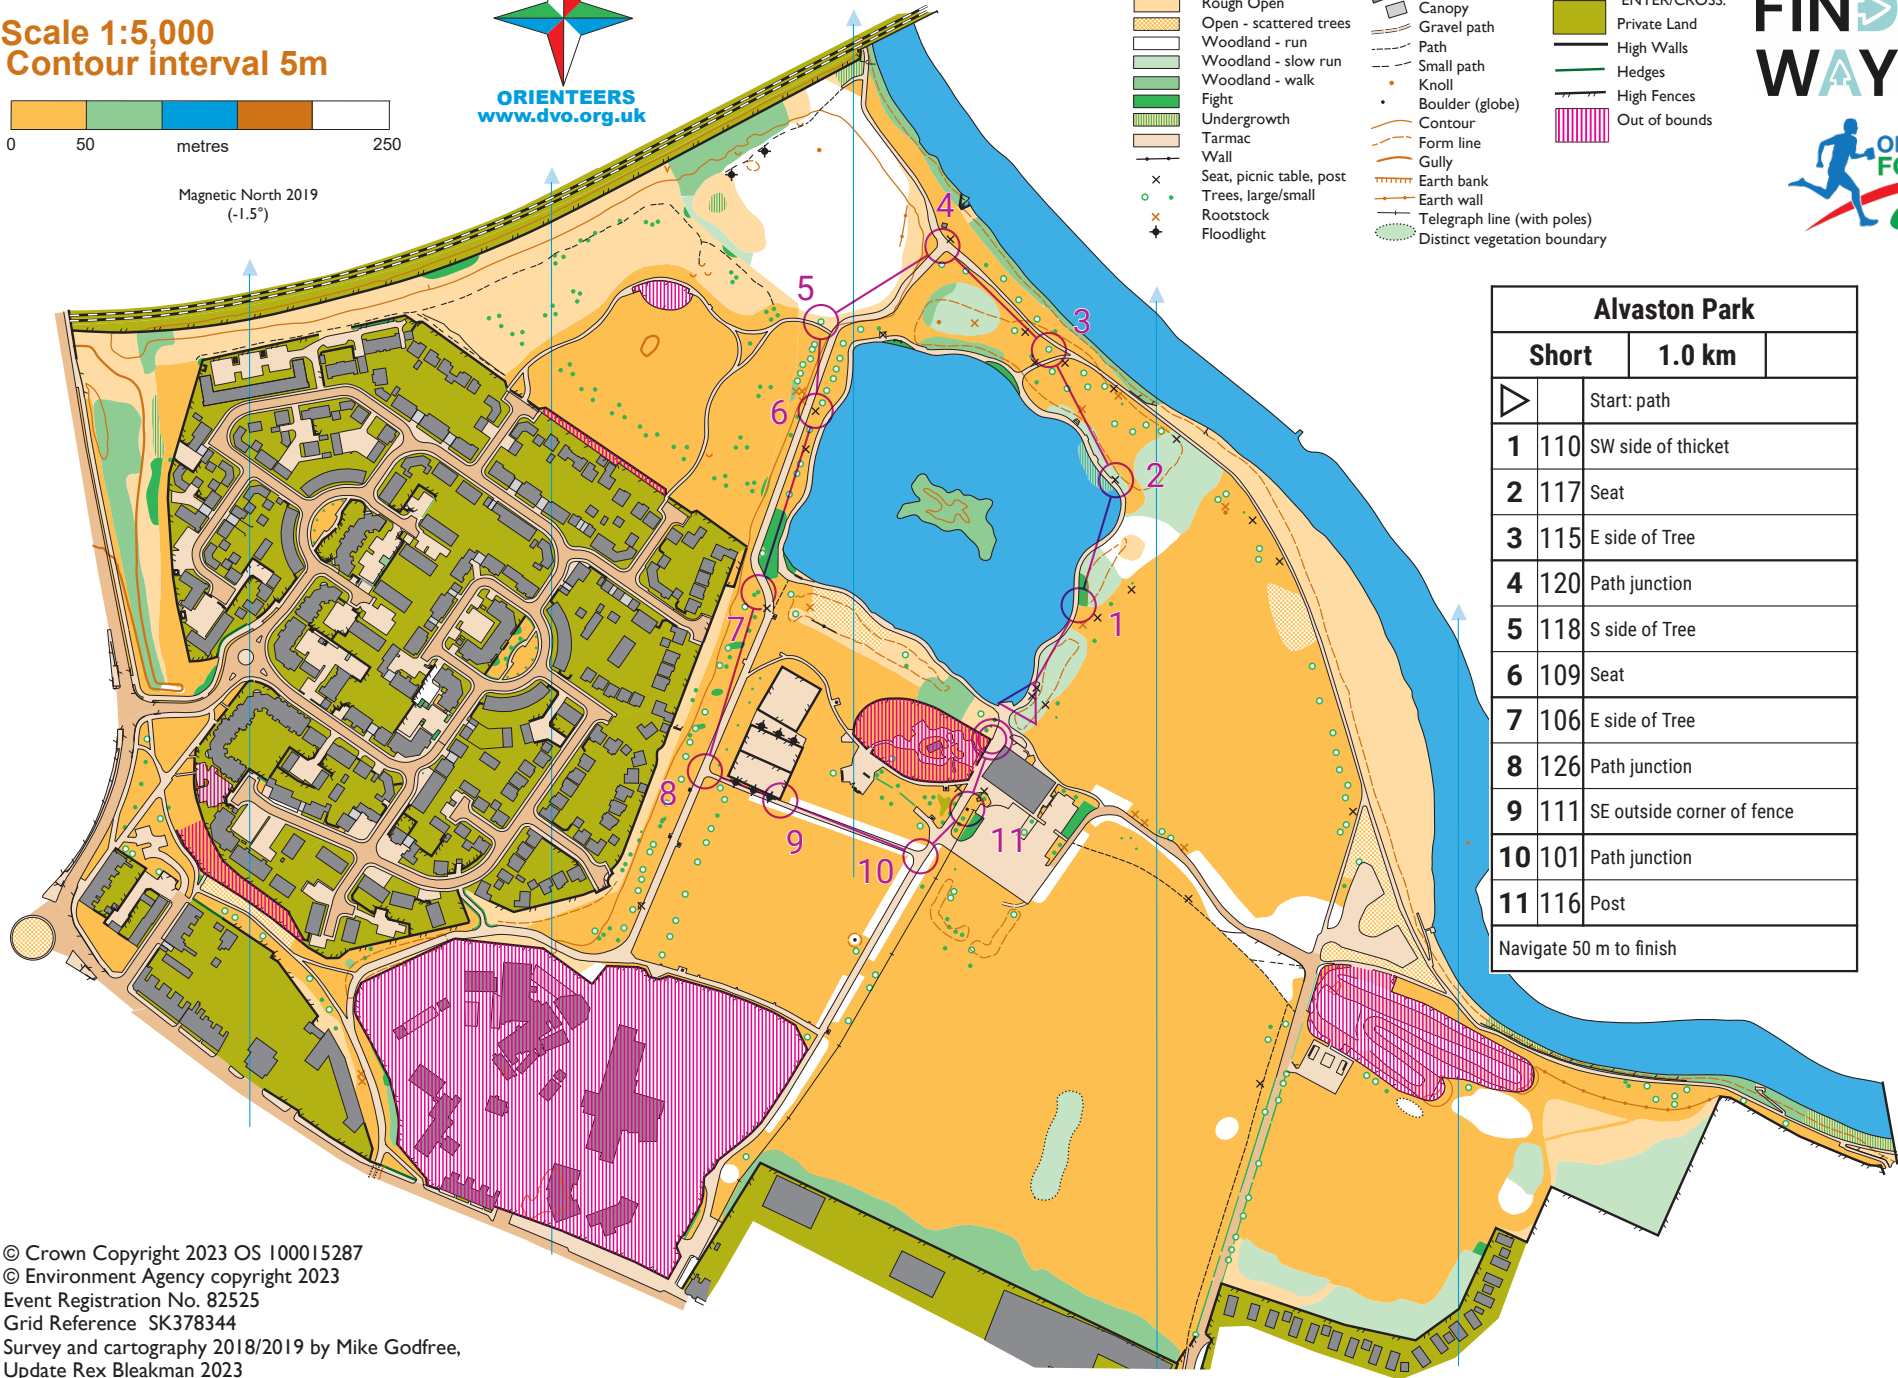 Scale 1:5,000
Contour interval 5m
0 50 metres 250
Magnetic North 2019
(-1.5°)
ORIENTEERS
www.dvo.org.uk
Rough Open
Open - scattered trees
Woodland - run
Woodland - slow run
Woodland - walk
Fight
Undergrowth
Tarmac
Wall
Seat, picnic table, post
Trees, large/small
Rootstock
Floodlight
Canopy
Gravel path
Path
Small path
Knoll
Boulder (globe)
Contour
Form line
Gully
Earth bank
Earth wall
Telegraph line (with poles)
Distinct vegetation boundary
ENTER/CROSS.
Private Land
High Walls
Hedges
High Fences
Out of bounds
FIND
WAY
Alvaston Park
Short 1.0 km
Start: path
1 110 SW side of thicket
2 117 Seat
3 115 E side of Tree
4 120 Path junction
5 118 S side of Tree
6 109 Seat
7 106 E side of Tree
8 126 Path junction
9 111 SE outside corner of fence
10 101 Path junction
11 116 Post
Navigate 50 m to finish
4
5
3
6
2
1
7
8
9
10
11
© Crown Copyright 2023 OS 100015287
© Environment Agency copyright 2023
Event Registration No. 82525
Grid Reference SK378344
Survey and cartography 2018/2019 by Mike Godfree,
Update Rex Bleakman 2023